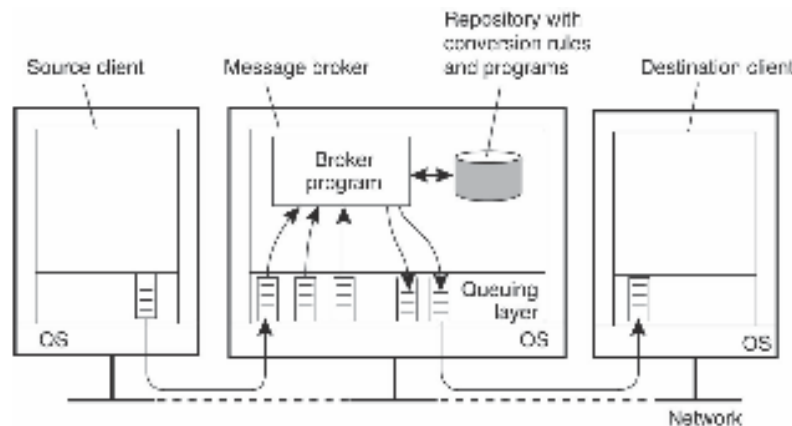 Repository with
conversion rules
and programs
Source client
Message broker
Destination client
Broker
program
Queuing
layer
OS
OS
OS
Network